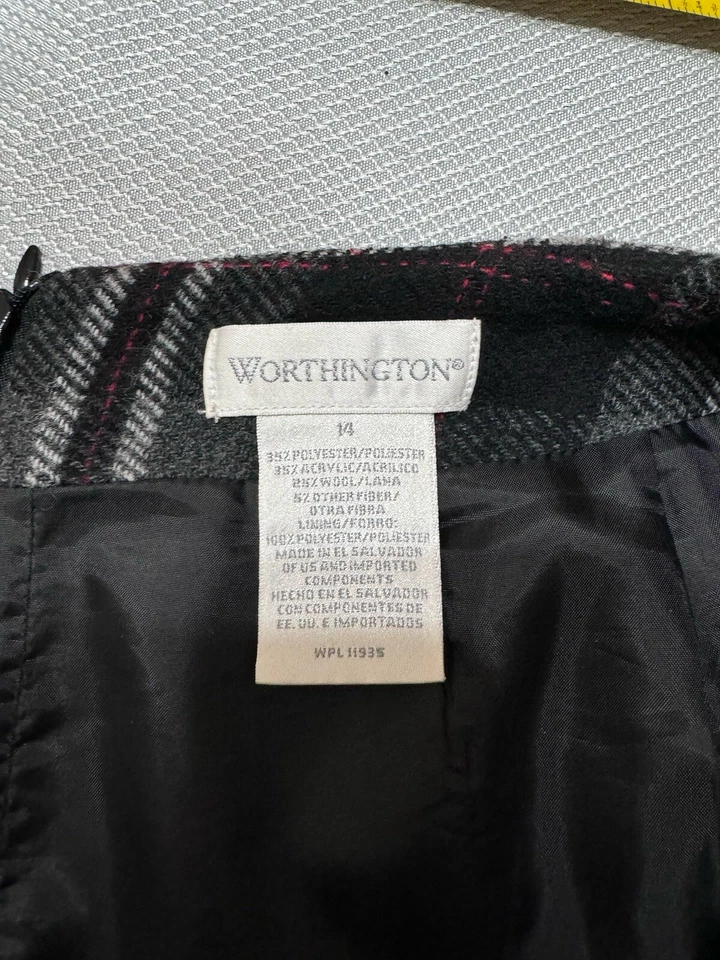 WORTHINGTON®
14
35% POLYESTER/POLIESTER
35% ACRYLIC/ACRILICO
25% WOOL/LANA
5% OTHER FIBER/
OTRA FIBRA
LINING/FORRO:
100% POLYESTER/POLIESTER
MADE IN EL SALVADOR
OF US AND IMPORTED
COMPONENTS
HECHO EN EL SALVADOR
CON COMPONENTES DE
EE. UU. E IMPORTADOS
WPL 11935